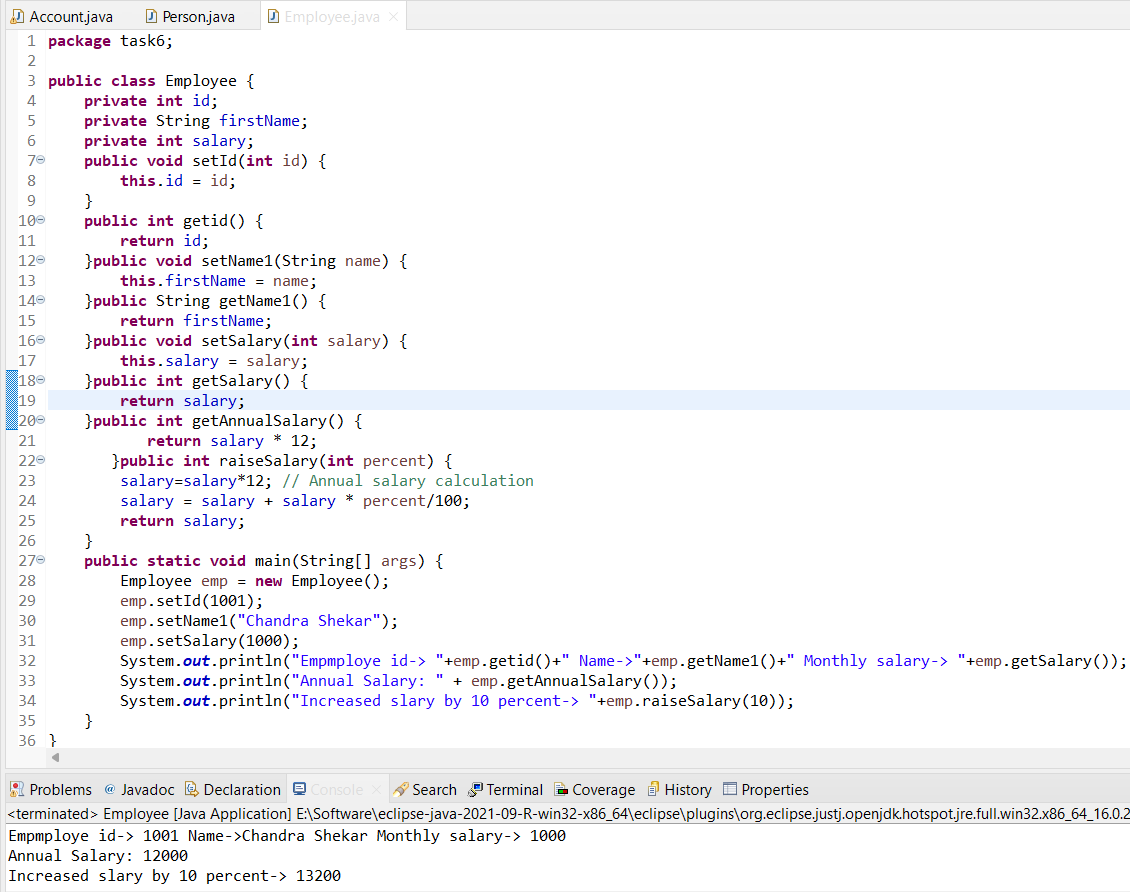 Account.java Person.java Employee.java
1 package task6;
2
3 public class Employee {
4     private int id;
5     private String firstName;
6     private int salary;
7     public void setId(int id) {
8         this.id = id;
9     }
10     public int getid() {
11         return id;
12     }public void setName1(String name) {
13         this.firstName = name;
14     }public String getName1() {
15         return firstName;
16     }public void setSalary(int salary) {
17         this.salary = salary;
18     }public int getSalary() {
19         return salary;
20     }public int getAnnualSalary() {
21            return salary * 12;
22        }public int raiseSalary(int percent) {
23         salary=salary*12; // Annual salary calculation
24         salary = salary + salary * percent/100;
25         return salary;
26     }
27     public static void main(String[] args) {
28         Employee emp = new Employee();
29         emp.setId(1001);
30         emp.setName1("Chandra Shekar");
31         emp.setSalary(1000);
32         System.out.println("Empmploye id-> "+emp.getid()+" Name->"+emp.getName1()+" Monthly salary-> "+emp.getSalary());
33         System.out.println("Annual Salary: " + emp.getAnnualSalary());
34         System.out.println("Increased slary by 10 percent-> "+emp.raiseSalary(10));
35     }
36 }
Problems @ Javadoc Declaration Console Search Terminal Coverage History Properties
<terminated> Employee [Java Application] E:\Software\eclipse-java-2021-09-R-win32-x86_64\eclipse\plugins\org.eclipse.justj.openjdk.hotspot.jre.full.win32.x86_64_16.0.2
Empmploye id-> 1001 Name->Chandra Shekar Monthly salary-> 1000
Annual Salary: 12000
Increased slary by 10 percent-> 13200